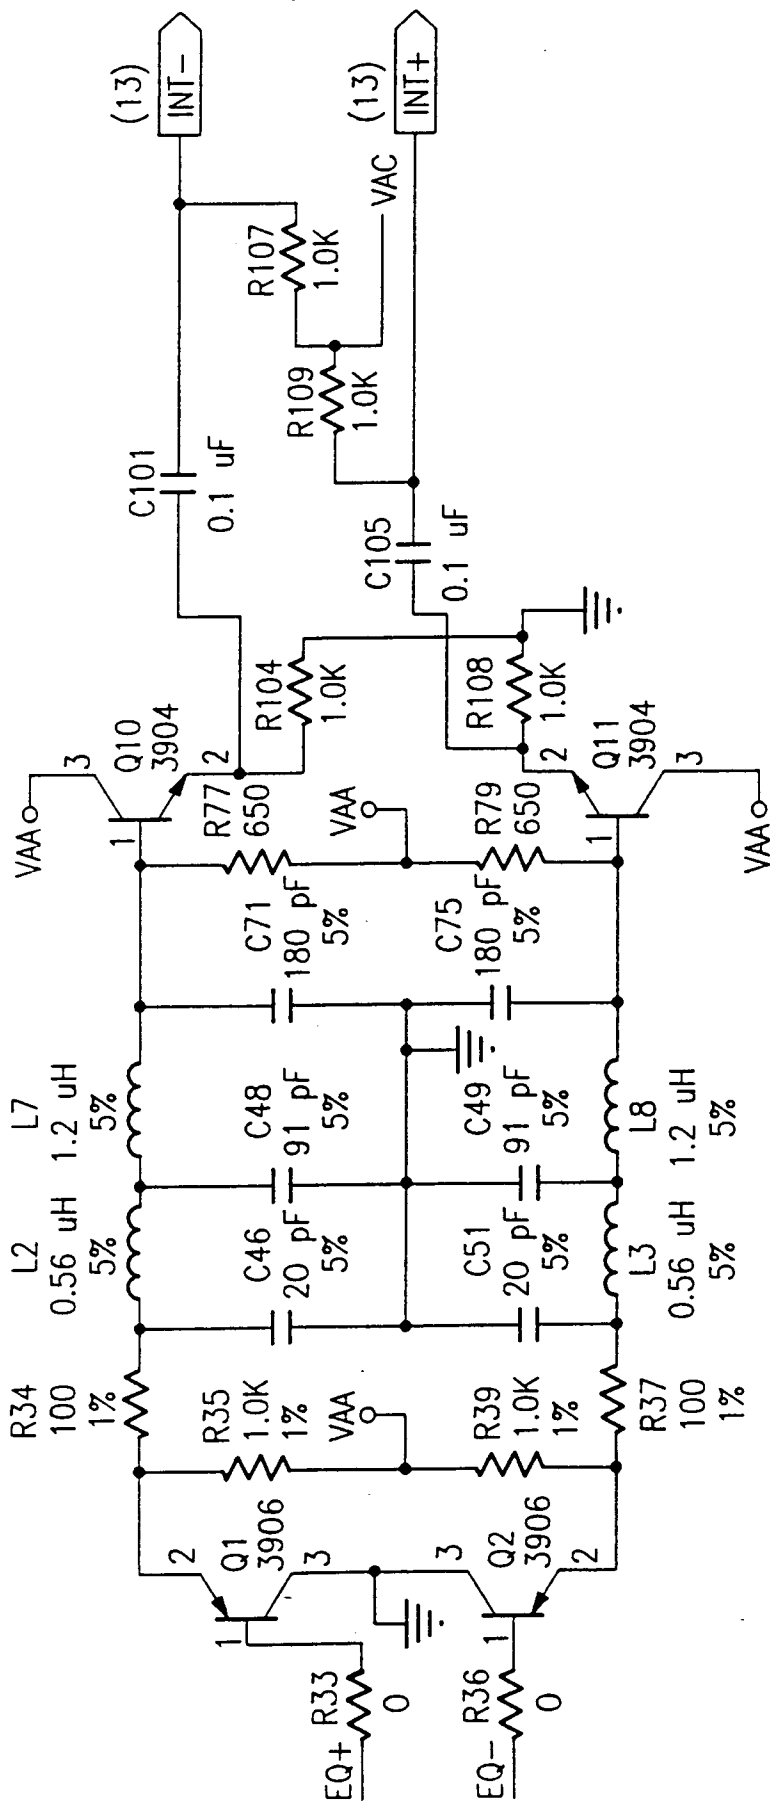 EQ+
R33
0
EQ-
R36
0
1
Q1
3906
2
3
1
Q2
3906
3
2
R34
100
1%
R35
1.0K
1%
VAA
R39
1.0K
1%
R37
100
1%
L2
0.56 uH
5%
C46
20 pF
5%
C51
20 pF
5%
L3
0.56 uH
5%
L7
1.2 uH
5%
C48
91 pF
5%
C49
91 pF
5%
L8
1.2 uH
5%
C71
180 pF
5%
C75
180 pF
5%
R77
650
VAA
R79
650
VAA
1
Q10
3904
3
2
1
Q11
3904
2
3
VAA
R104
1.0K
R108
1.0K
C101
0.1 uF
C105
0.1 uF
R109
1.0K
R107
1.0K
VAC
(13)
INT-
(13)
INT+